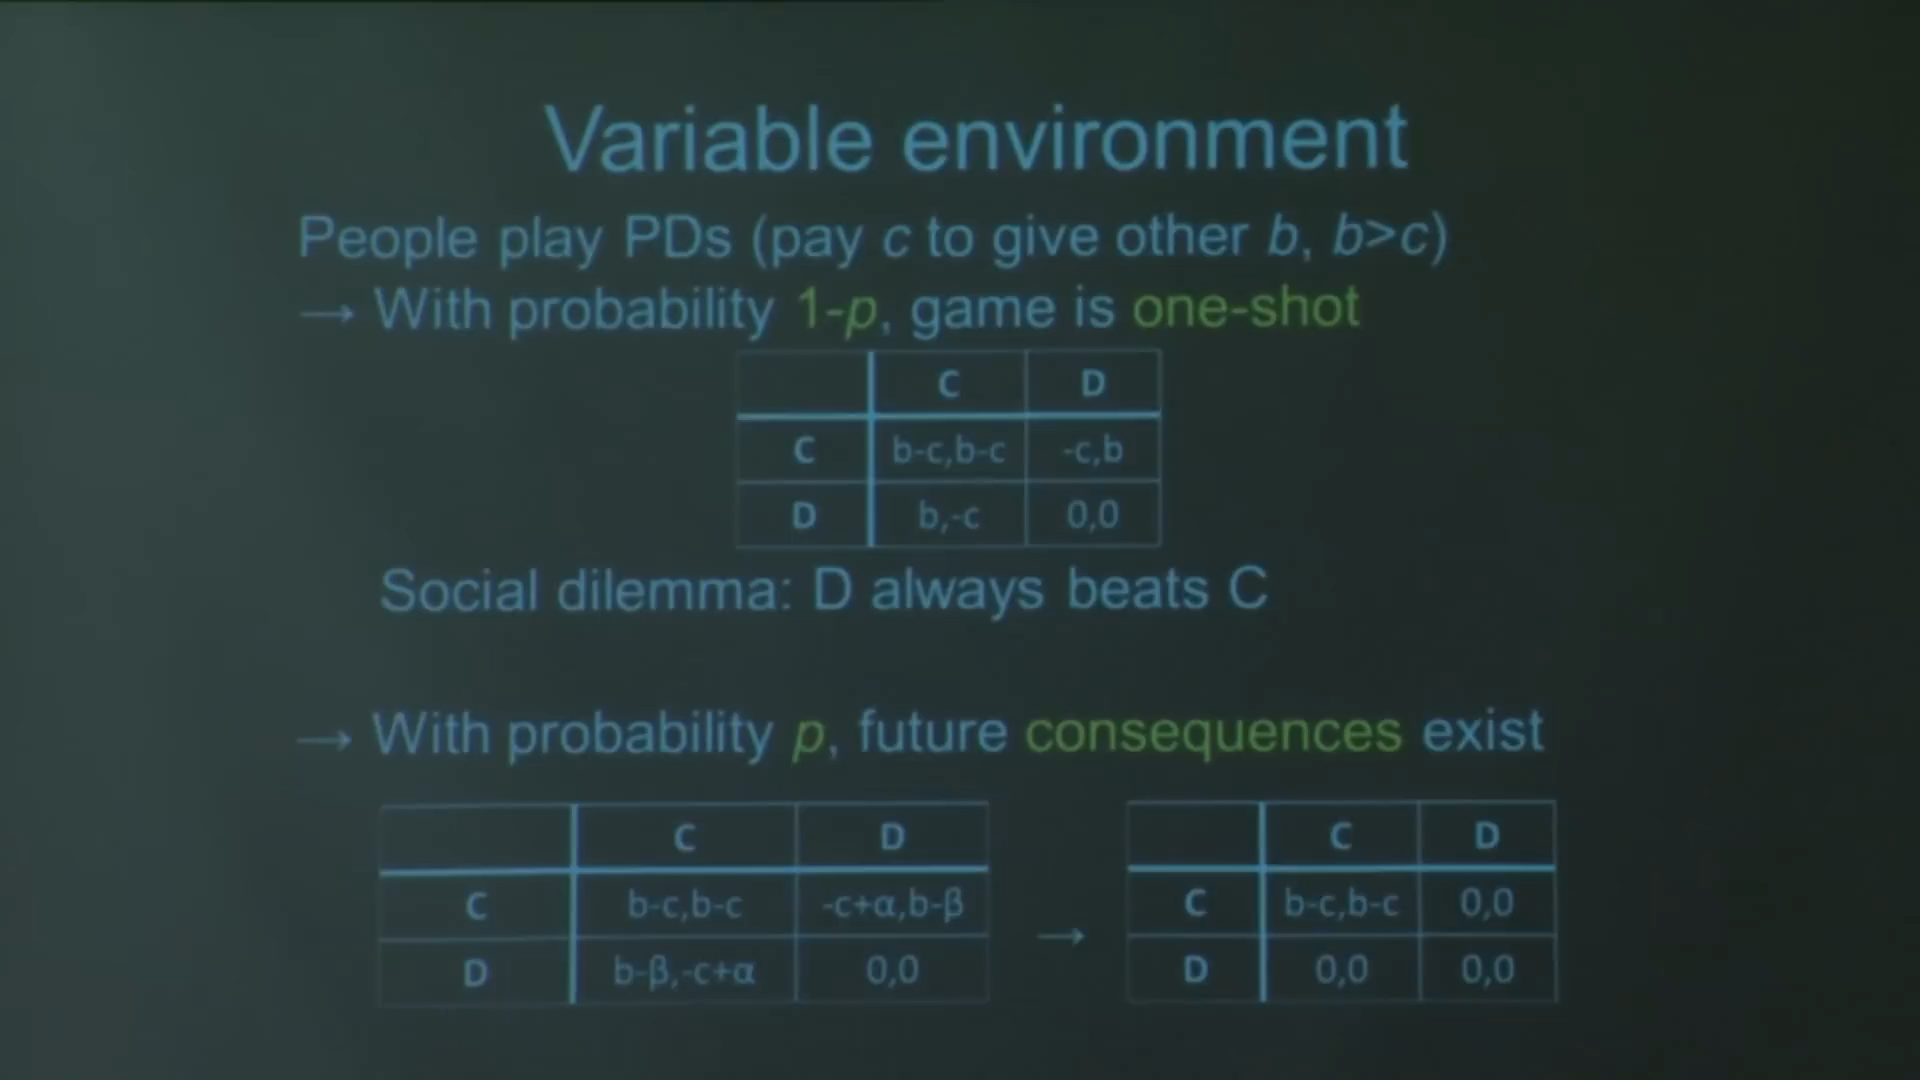 Variable environment
People play PDs (pay c to give other b, b>c)
→ With probability 1-p, game is one-shot
C D
C b-c,b-c -c,b
D b,-c 0,0
Social dilemma: D always beats C
→ With probability p, future consequences exist
C D
C b-c,b-c -c+α,b-β
D b-β,-c+α 0,0
→
C D
C b-c,b-c 0,0
D 0,0 0,0